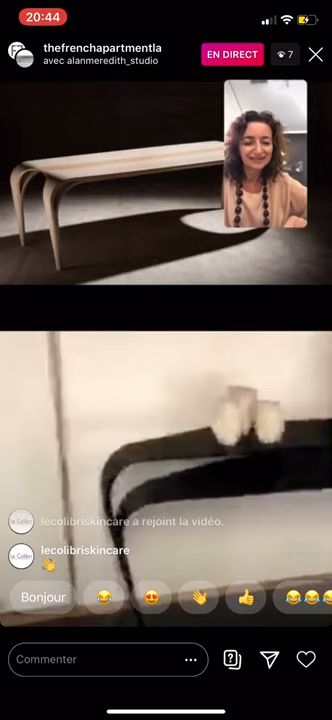 20:44
thefrenchapartmentla
avec alanmeredith_studio
EN DIRECT
7
lecolibriskincare a rejoint la vidéo.
lecolibriskincare
👋
Bonjour
😂 😍 👋 👍 😂😂😂
Commenter